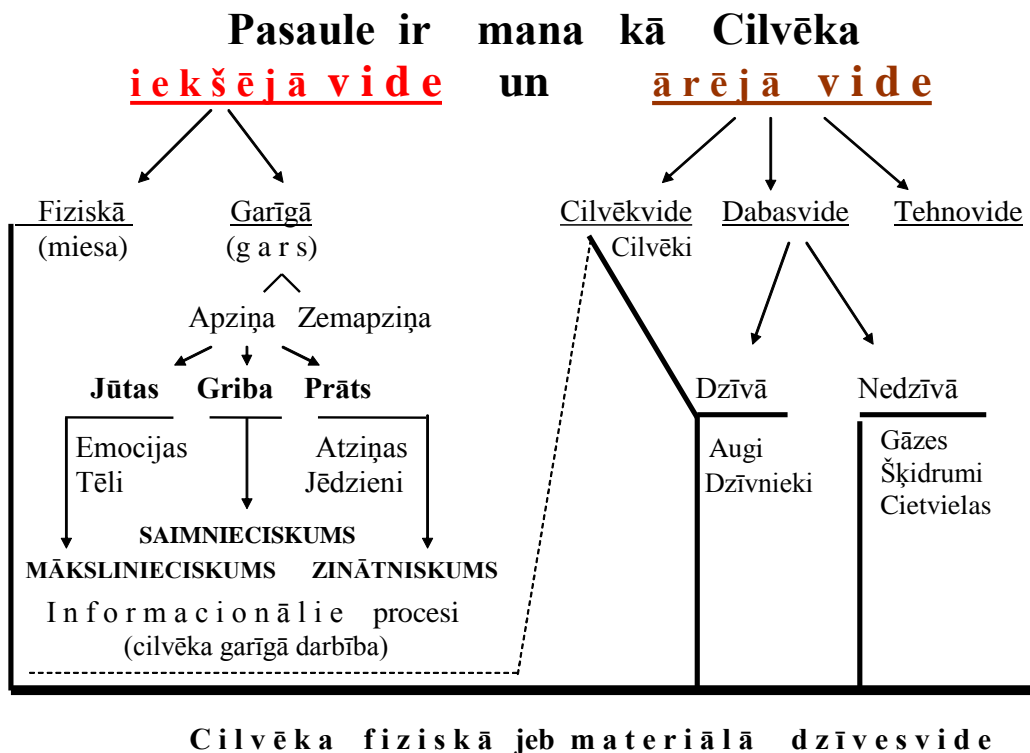 Pasaule ir mana kā Cilvēka
iekšējā vide un ārējā vide
Fiziskā Garīgā Cilvēkvide Dabasvide Tehnovide
(miesa) (gars) Cilvēki
Apziņa Zemapziņa
Jūtas Griba Prāts Dzīvā Nedzīvā
Emocijas Atziņas Augi Gāzes
Tēli Jēdzieni Dzīvnieki Šķidrumi
Cietvielas
SAIMNIECISKUMS
MĀKSLINIECISKUMS ZINĀTNISKUMS
Informacionālie procesi
(cilvēka garīgā darbība)
Cilvēka fiziskā jeb materiālā dzīvesvide